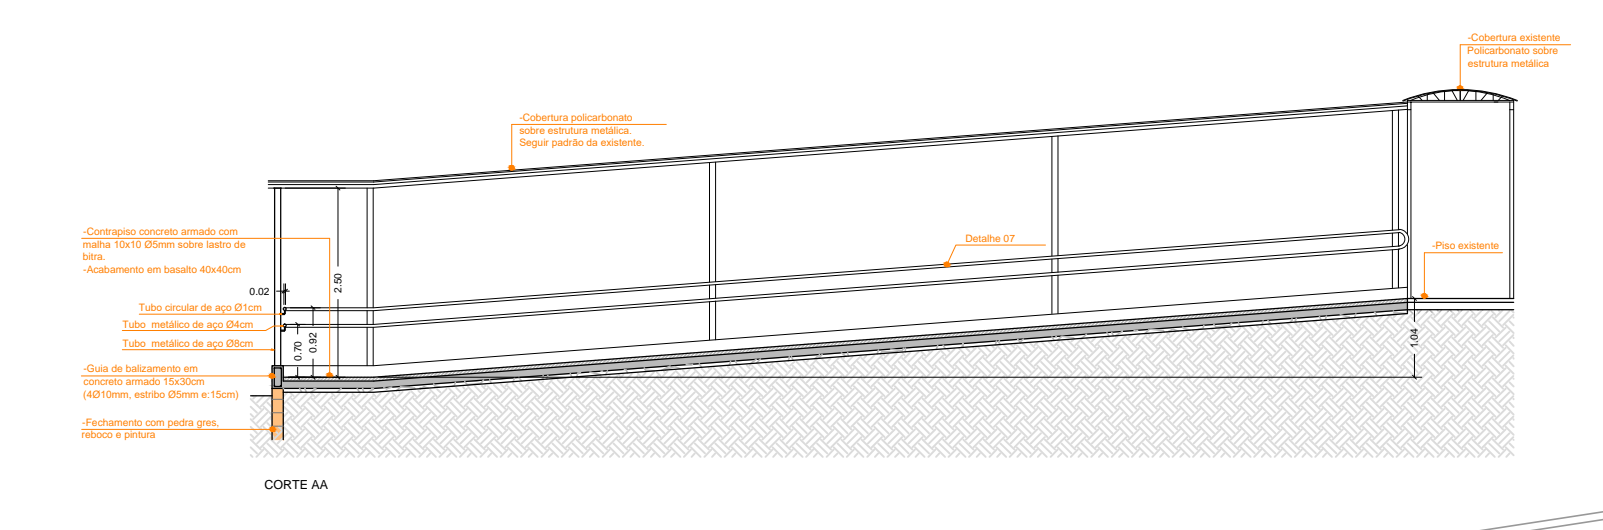 -Cobertura existente
Policarbonato sobre
estrutura metálica
-Cobertura policarbonato
sobre estrutura metálica.
Seguir padrão da existente.
-Contrapiso concreto armado com
malha 10x10 Ø5mm sobre lastro de
bitra.
-Acabamento em basalto 40x40cm
Detalhe 07
-Piso existente
2.50
0.02
Tubo circular de aço Ø1cm
Tubo metálico de aço Ø4cm
Tubo metálico de aço Ø8cm
0.70
0.92
1.04
-Guia de balizamento em
concreto armado 15x30cm
(4Ø10mm, estribo Ø5mm e:15cm)
-Fechamento com pedra gres,
reboco e pintura
CORTE AA